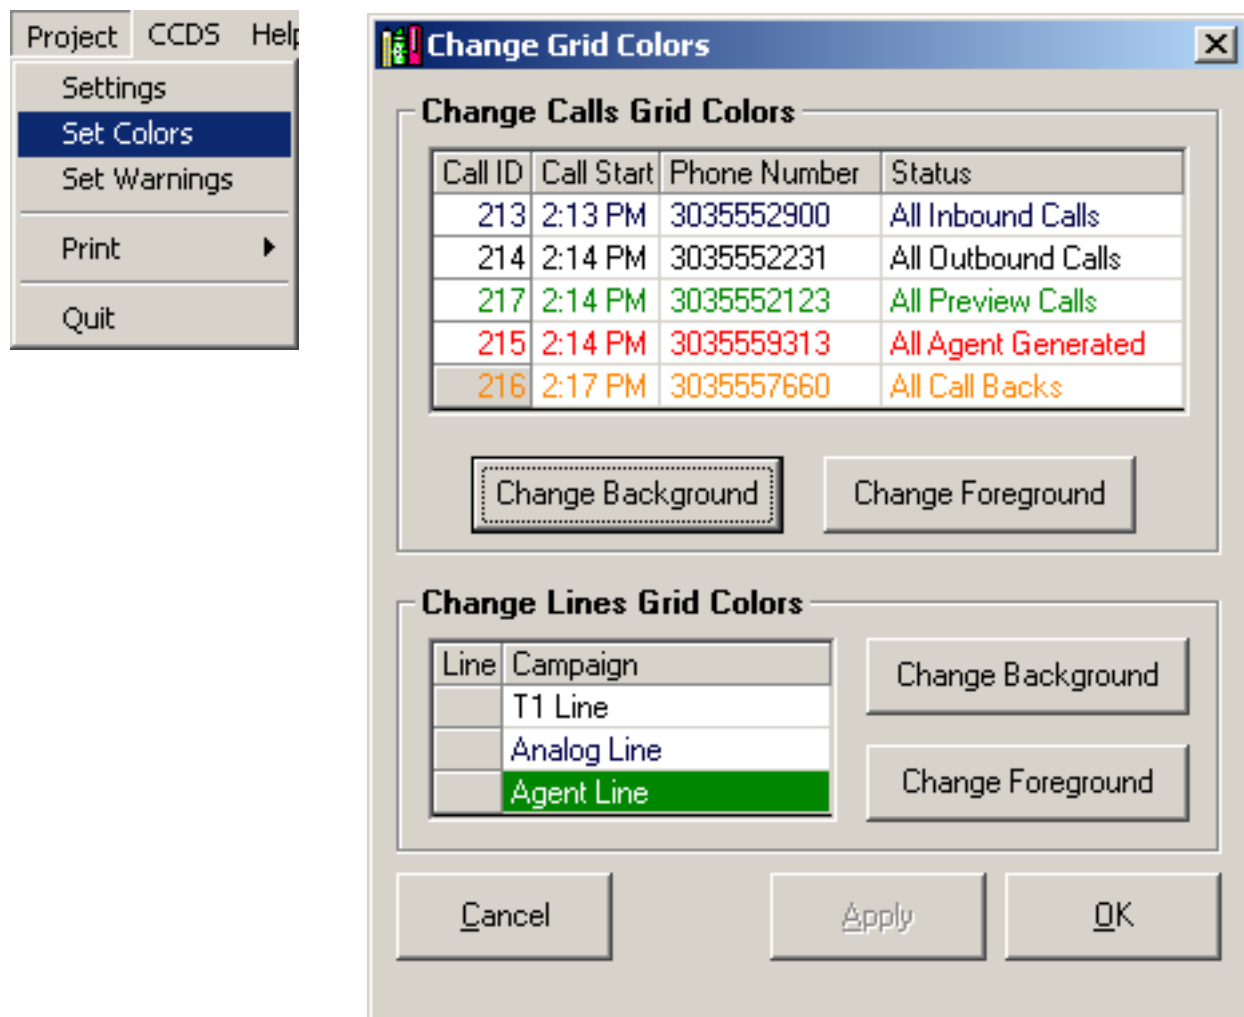 Project CCDS Help
Settings
Set Colors
Set Warnings
Print
Quit
Change Grid Colors
Change Calls Grid Colors
Call ID Call Start Phone Number Status
213 2:13 PM 3035552900 All Inbound Calls
214 2:14 PM 3035552231 All Outbound Calls
217 2:14 PM 3035552123 All Preview Calls
215 2:14 PM 3035559313 All Agent Generated
216 2:17 PM 3035557660 All Call Backs
Change Background Change Foreground
Change Lines Grid Colors
Line Campaign
T1 Line
Analog Line
Agent Line
Change Background
Change Foreground
Cancel Apply OK